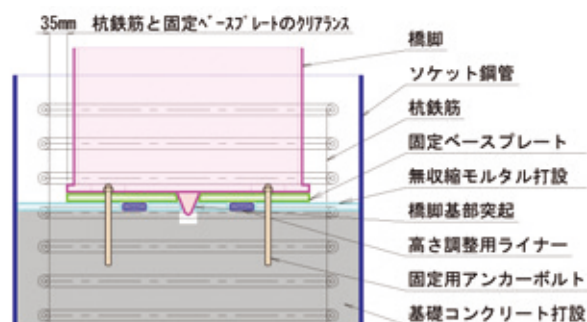 35mm 杭鉄筋と固定ﾍﾞｰｽﾌﾟﾚｰﾄのｸﾘｱﾗﾝｽ
橋脚
ソケット鋼管
杭鉄筋
固定ベースプレート
無収縮モルタル打設
橋脚基部突起
高さ調整用ライナー
固定用アンカーボルト
基礎コンクリート打設